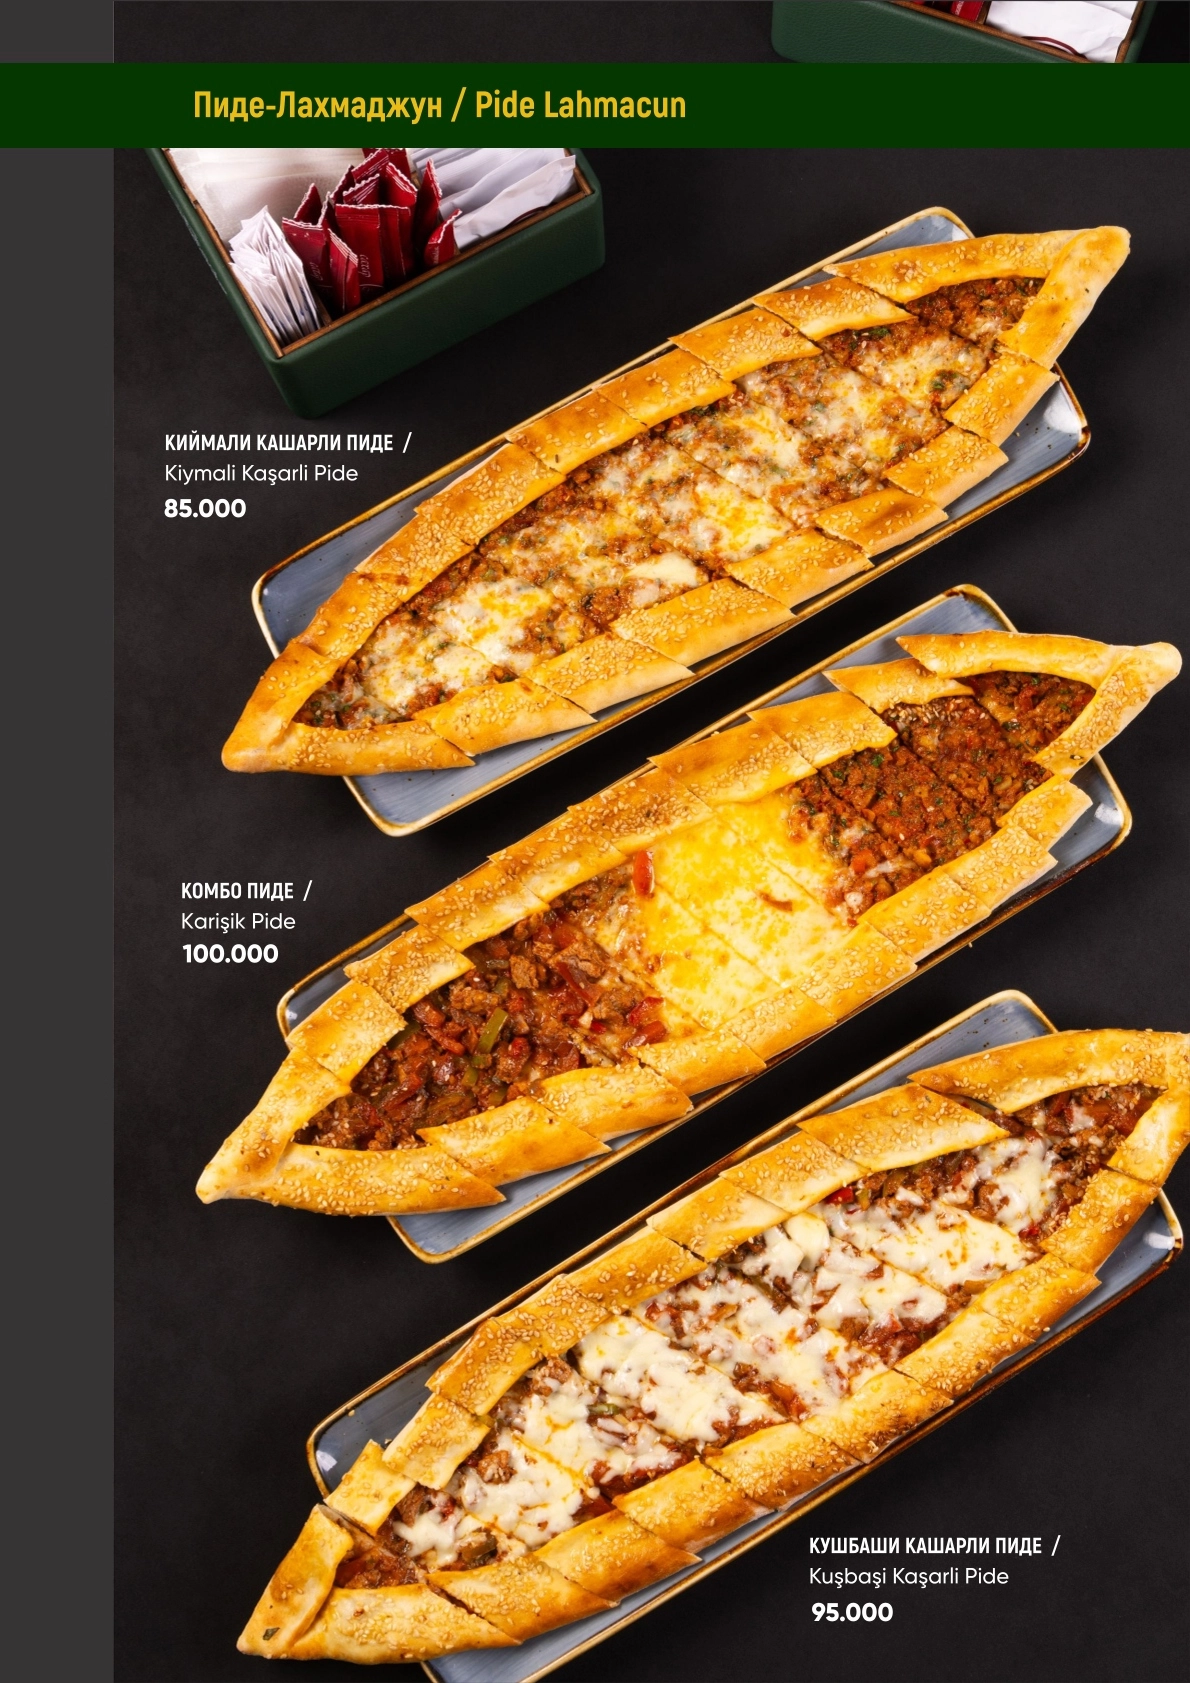 Пиде-Лахмаджун / Pide Lahmacun
КИЙМАЛИ КАШАРЛИ ПИДЕ /
Kiymali Kaşarli Pide
85.000
КОМБО ПИДЕ /
Karişik Pide
100.000
КУШБАШИ КАШАРЛИ ПИДЕ /
Kuşbaşi Kaşarli Pide
95.000